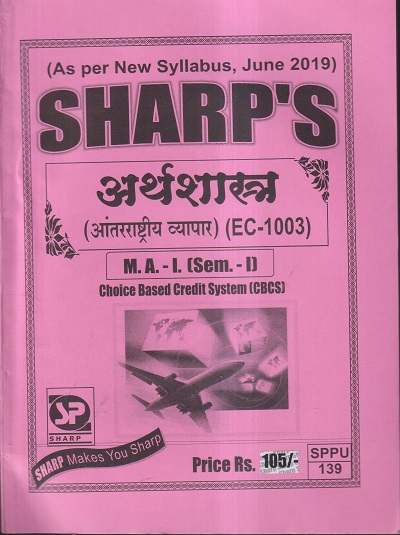 (As per New Syllabus, June 2019)
SHARP'S
अर्थशास्त्र
(आंतरराष्ट्रीय व्यापार) (EC-1003)
M. A. - I. (Sem. - I)
Choice Based Credit System (CBCS)
SP
SHARP
SHARP Makes You Sharp
Price Rs. 105/-
SPPU
139